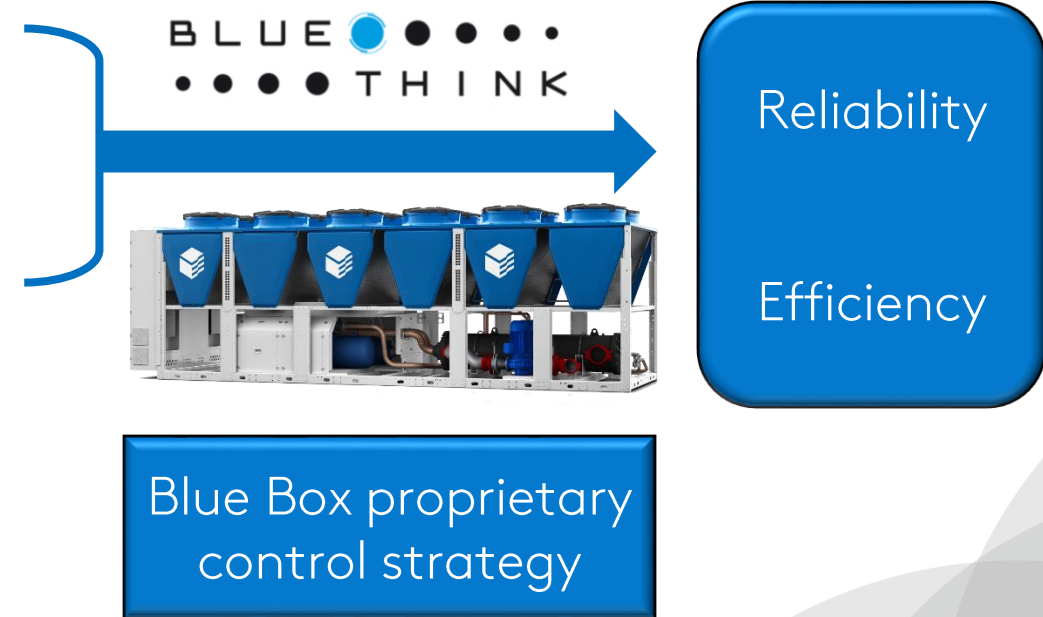 BLUE
THINK
Reliability
Efficiency
Blue Box proprietary
control strategy